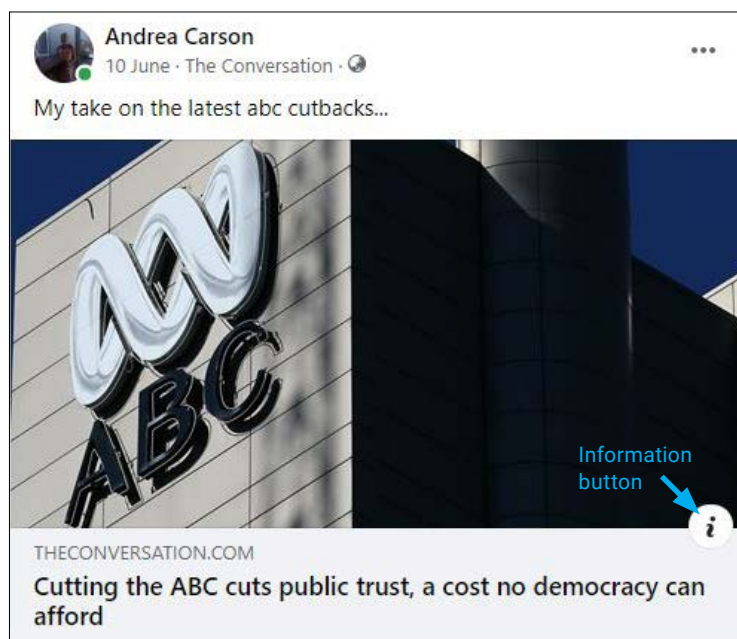 Andrea Carson
10 June · The Conversation ·
My take on the latest abc cutbacks...
ABC
Information
button
i
THECONVERSATION.COM
Cutting the ABC cuts public trust, a cost no democracy can
afford